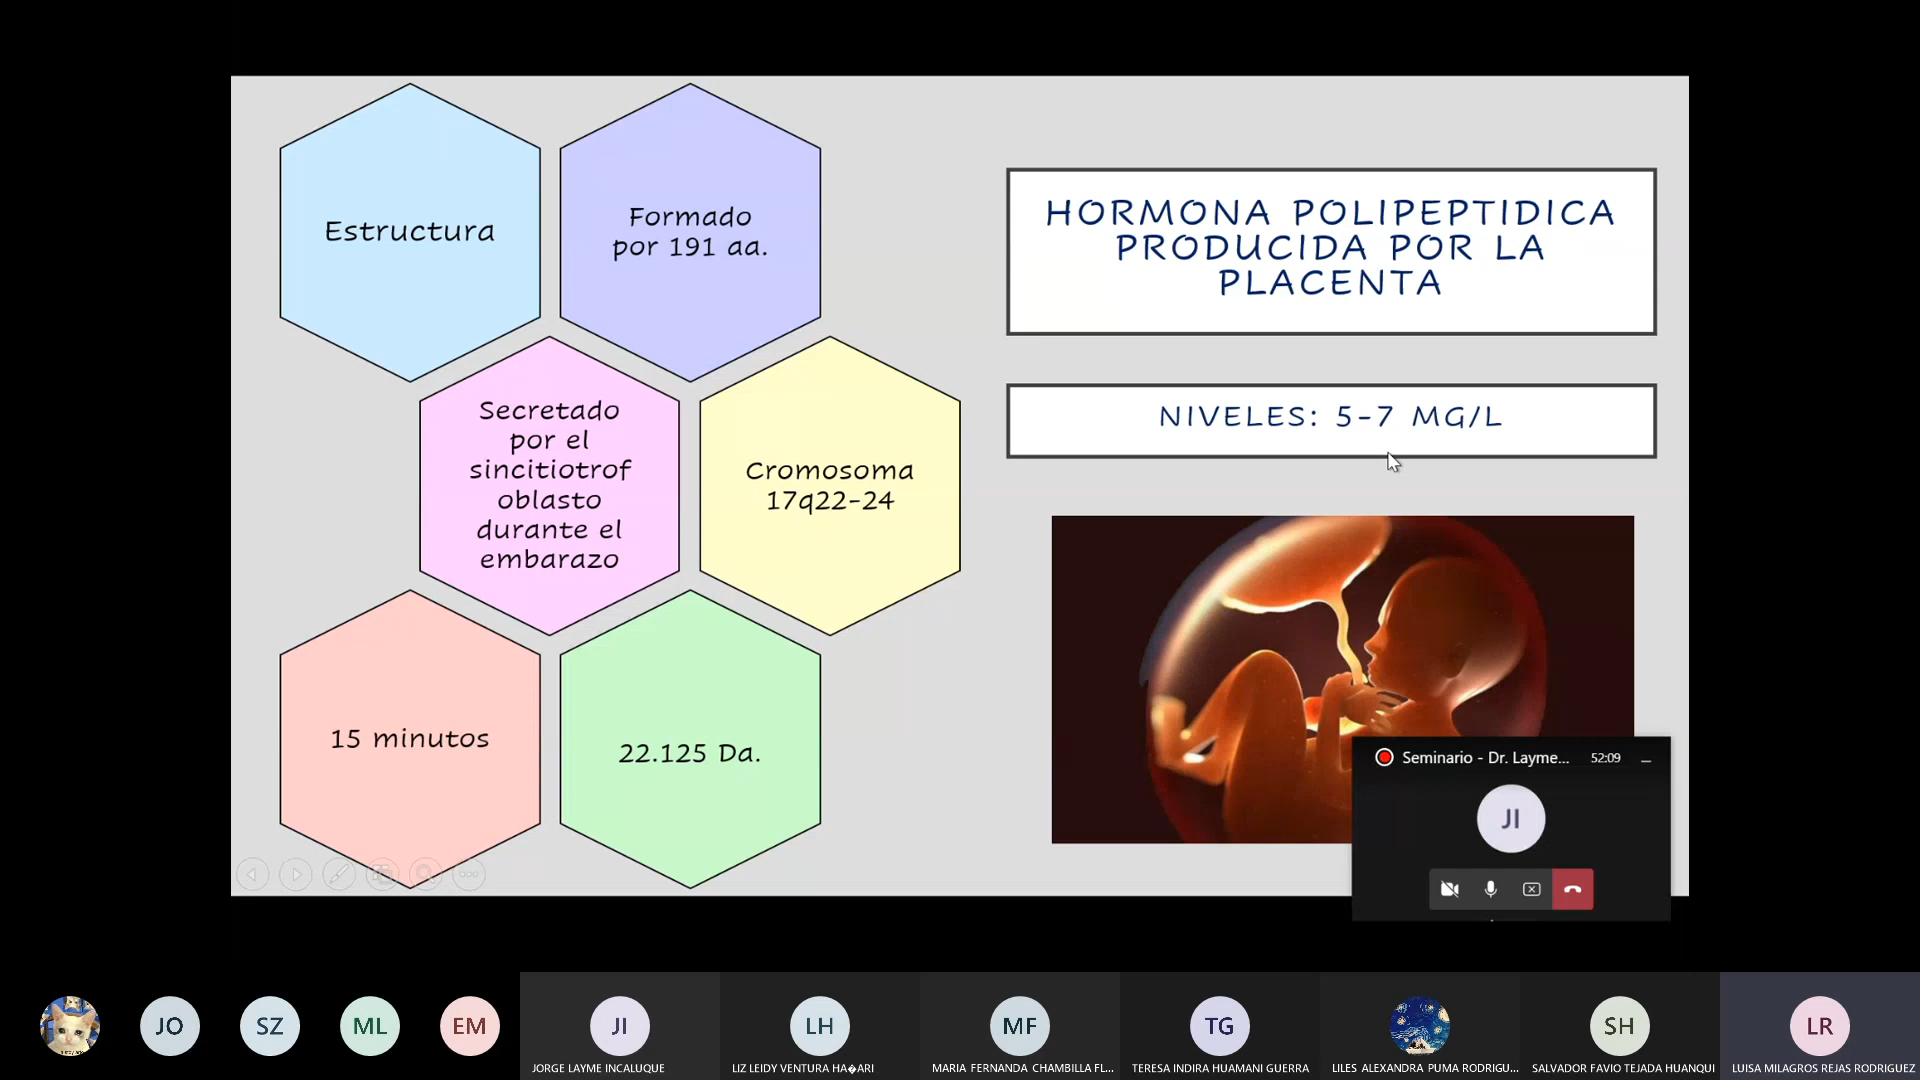 Estructura
Formado
por 191 aa.
Secretado
por el
sincitiotrof
oblasto
durante el
embarazo
Cromosoma
17q22-24
15 minutos
22.125 Da.
HORMONA POLIPEPTIDICA
PRODUCIDA POR LA
PLACENTA
NIVELES: 5-7 MG/L
Seminario - Dr. Layme... 52:09
JI
JO
SZ
ML
EM
JI
JORGE LAYME INCALUQUE
LH
LIZ LEIDY VENTURA HA�ARI
MF
MARIA FERNANDA CHAMBILLA FL...
TG
TERESA INDIRA HUAMANI GUERRA
LILES ALEXANDRA PUMA RODRIGU...
SH
SALVADOR FAVIO TEJADA HUANQUI
LR
LUISA MILAGROS REJAS RODRIGUEZ